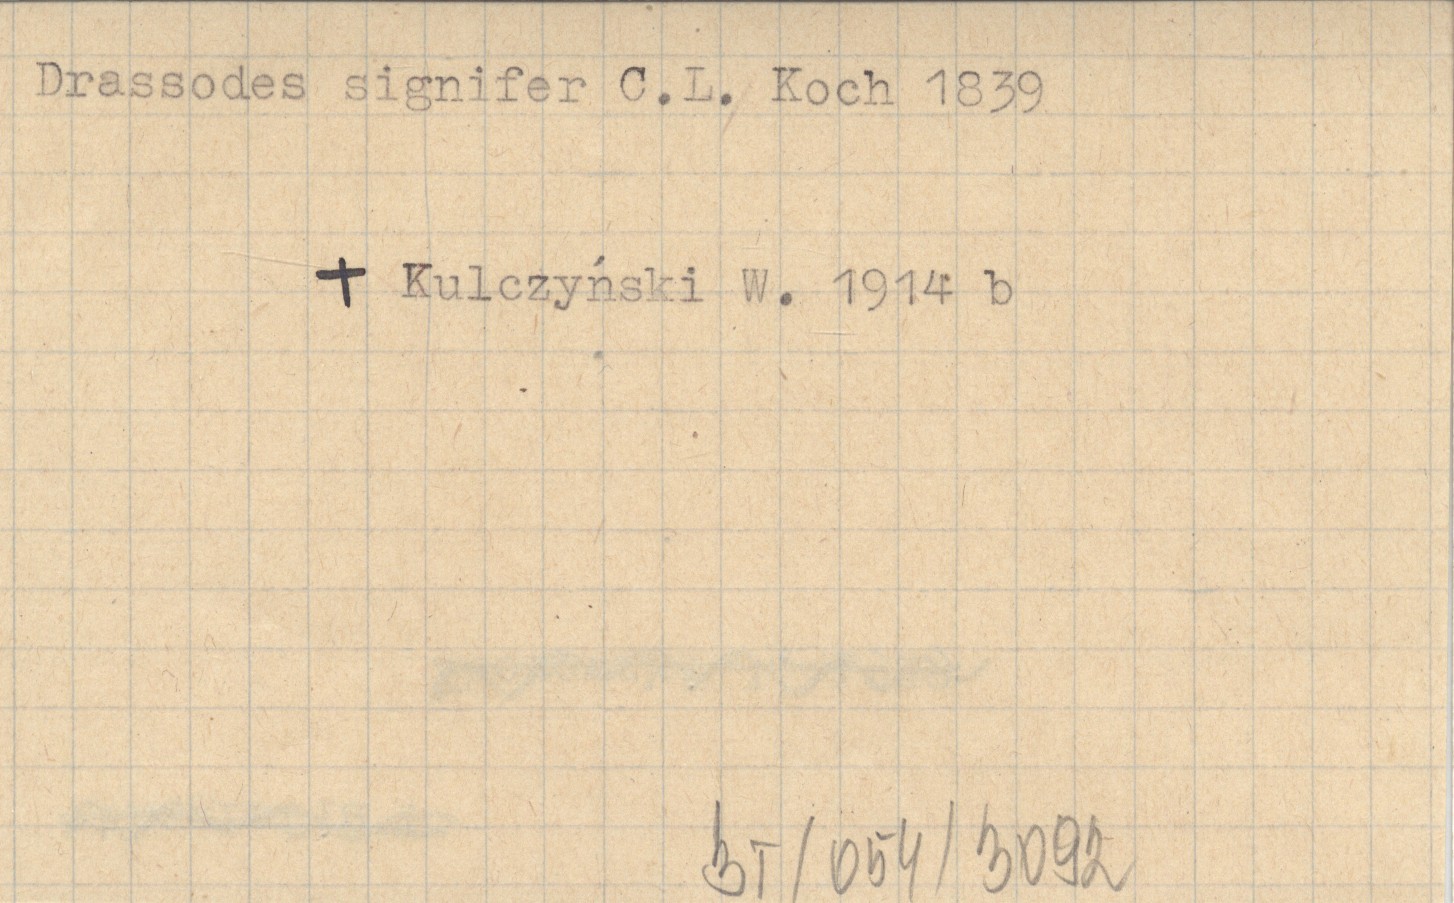 Drassodes signifer C.L. Koch 1839
+ Kulczyński W. 1914 b
BT/054/3092